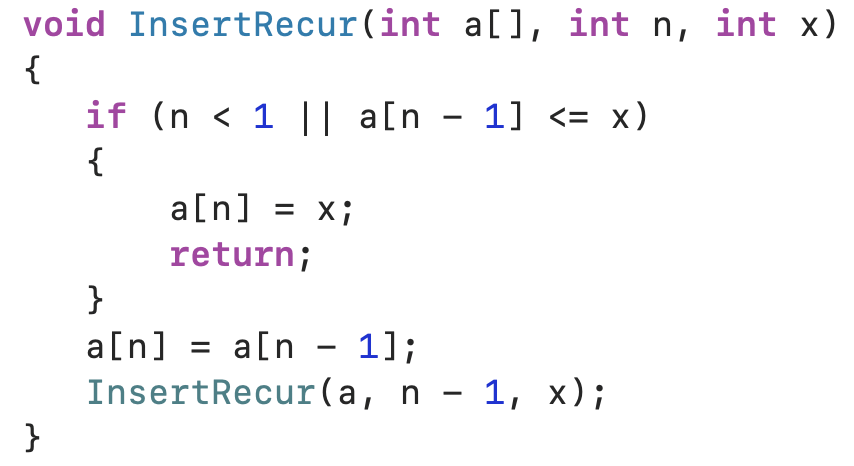 void InsertRecur(int a[], int n, int x)
{
   if (n < 1 || a[n - 1] <= x)
   {
       a[n] = x;
       return;
   }
   a[n] = a[n - 1];
   InsertRecur(a, n - 1, x);
}